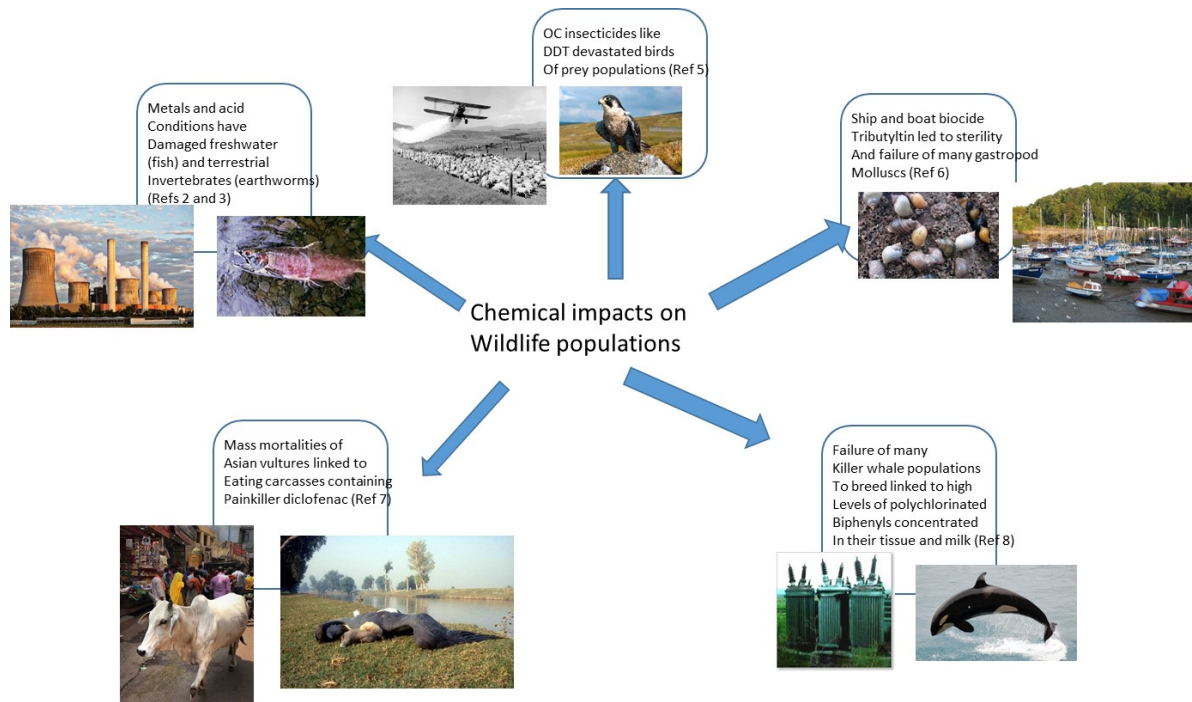 OC insecticides like
DDT devastated birds
Of prey populations (Ref 5)
Metals and acid
Conditions have
Damaged freshwater
(fish) and terrestrial
Invertebrates (earthworms)
(Refs 2 and 3)
Ship and boat biocide
Tributyltin led to sterility
And failure of many gastropod
Molluscs (Ref 6)
Chemical impacts on
Wildlife populations
Mass mortalities of
Asian vultures linked to
Eating carcasses containing
Painkiller diclofenac (Ref 7)
Failure of many
Killer whale populations
To breed linked to high
Levels of polychlorinated
Biphenyls concentrated
In their tissue and milk (Ref 8)